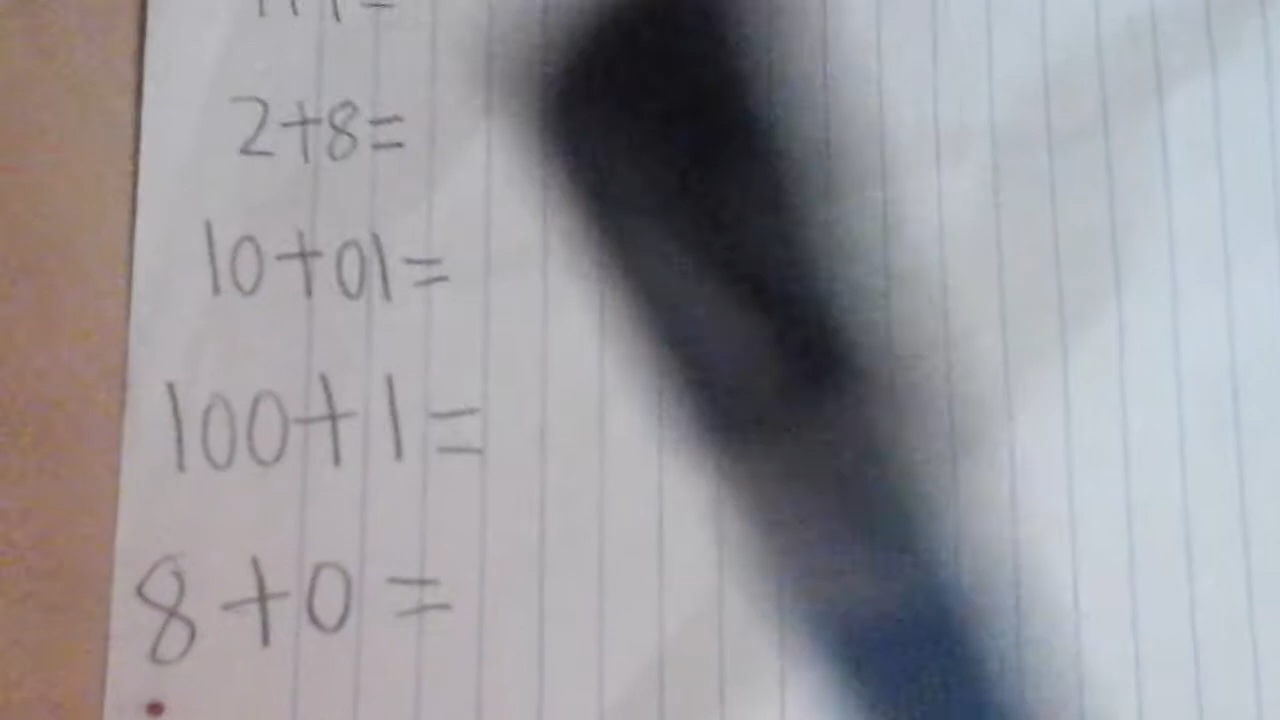 2+8=
10+01=
100+1=
8+0=